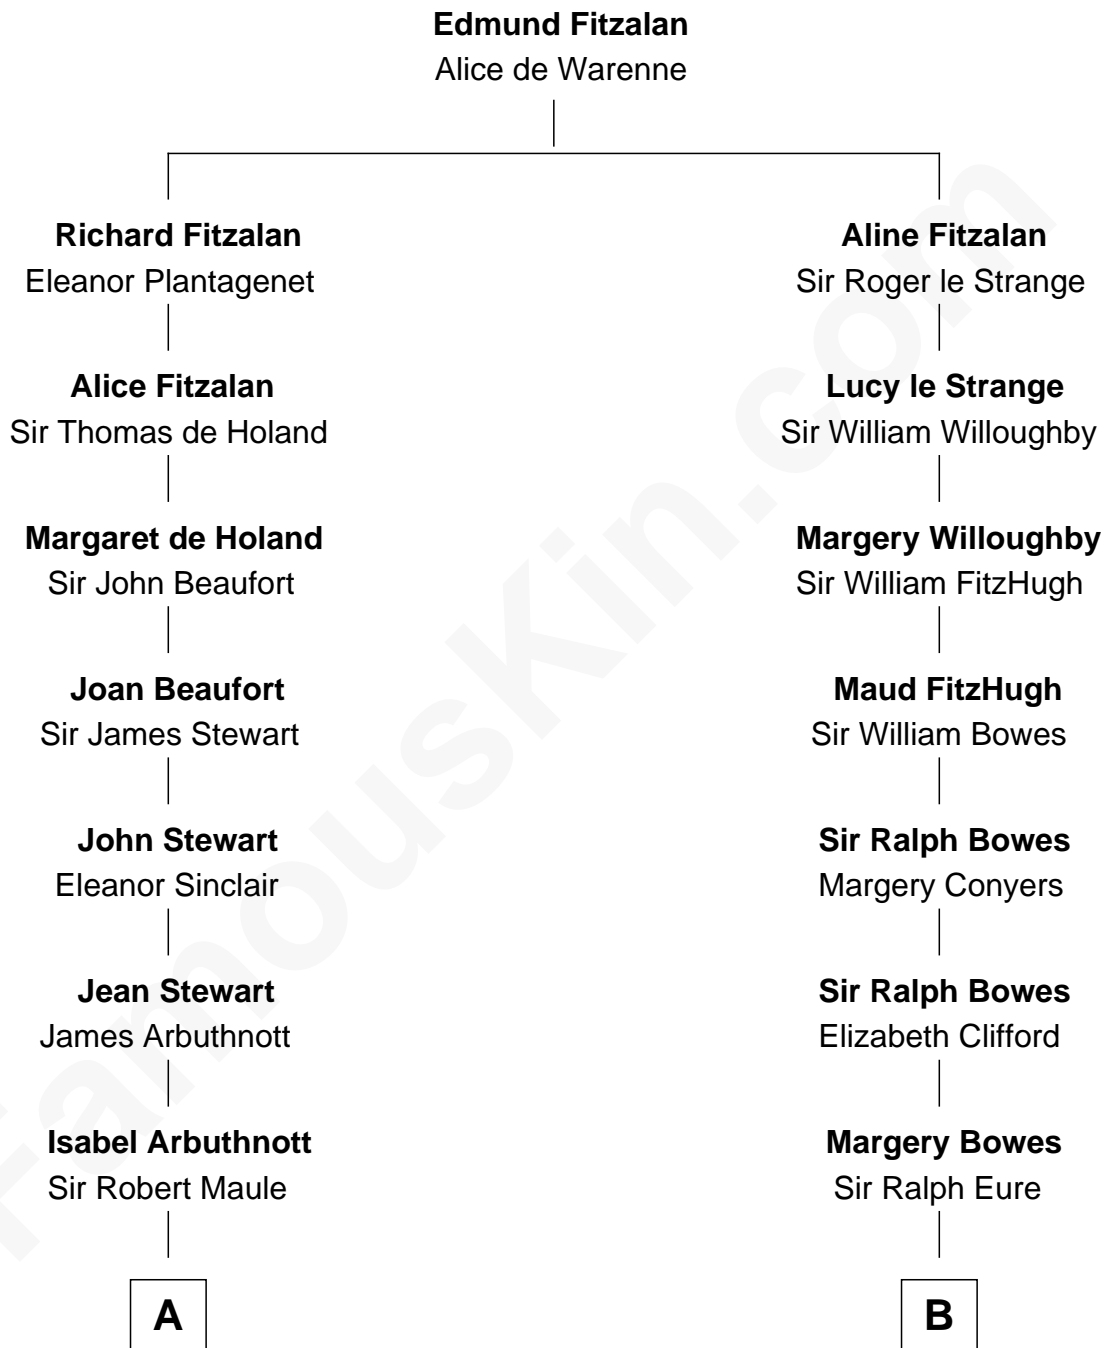 Edmund Fitzalan
Alice de Warenne
Richard Fitzalan
Eleanor Plantagenet
Aline Fitzalan
Sir Roger le Strange
Alice Fitzalan
Sir Thomas de Holand
Lucy le Strange
Sir William Willoughby
Margaret de Holand
Sir John Beaufort
Margery Willoughby
Sir William FitzHugh
Joan Beaufort
Sir James Stewart
Maud FitzHugh
Sir William Bowes
John Stewart
Eleanor Sinclair
Sir Ralph Bowes
Margery Conyers
Jean Stewart
James Arbuthnott
Sir Ralph Bowes
Elizabeth Clifford
Isabel Arbuthnott
Sir Robert Maule
Margery Bowes
Sir Ralph Eure
A
B
FamousKin.com